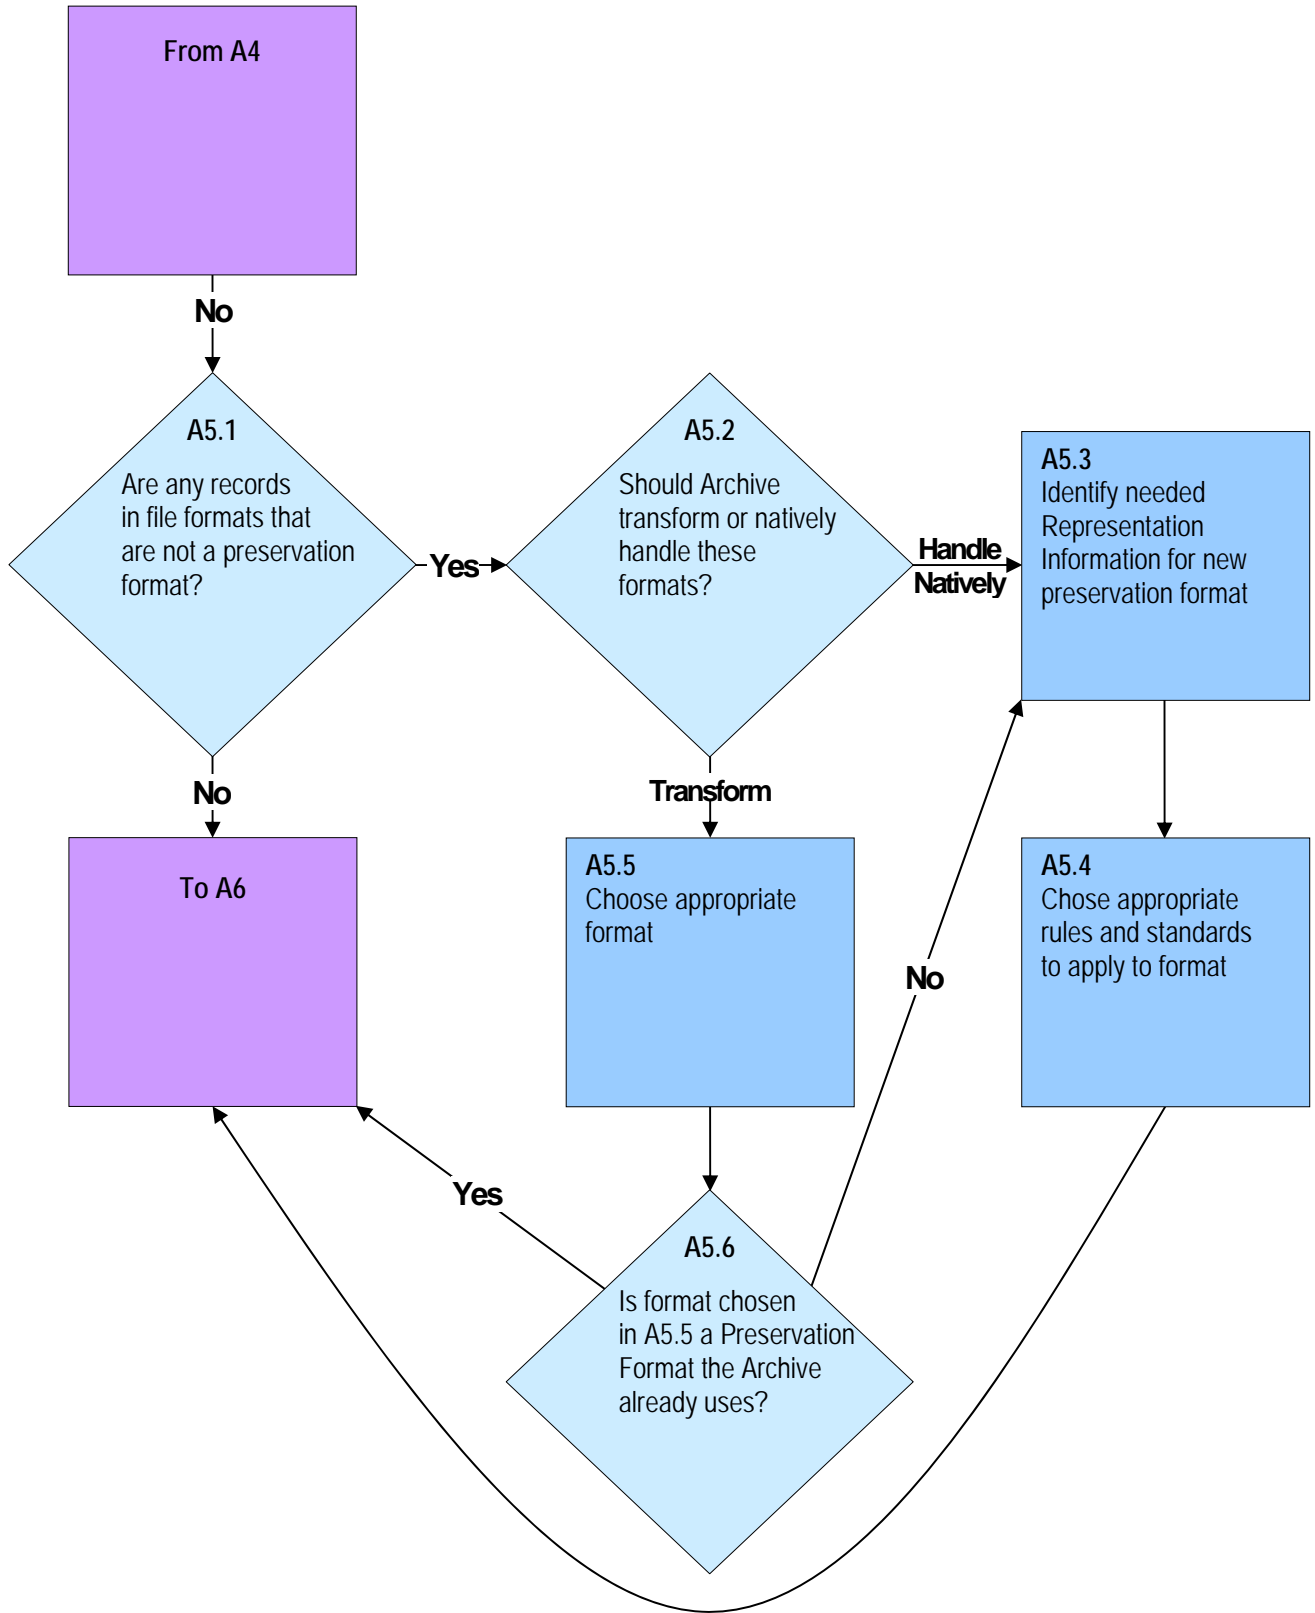 From A4
No
A5.1
Are any records
in file formats that
are not a preservation
format?
Yes
A5.2
Should Archive
transform or natively
handle these
formats?
Handle
Natively
A5.3
Identify needed
Representation
Information for new
preservation format
No
To A6
Transform
A5.5
Choose appropriate
format
A5.4
Chose appropriate
rules and standards
to apply to format
No
Yes
A5.6
Is format chosen
in A5.5 a Preservation
Format the Archive
already uses?